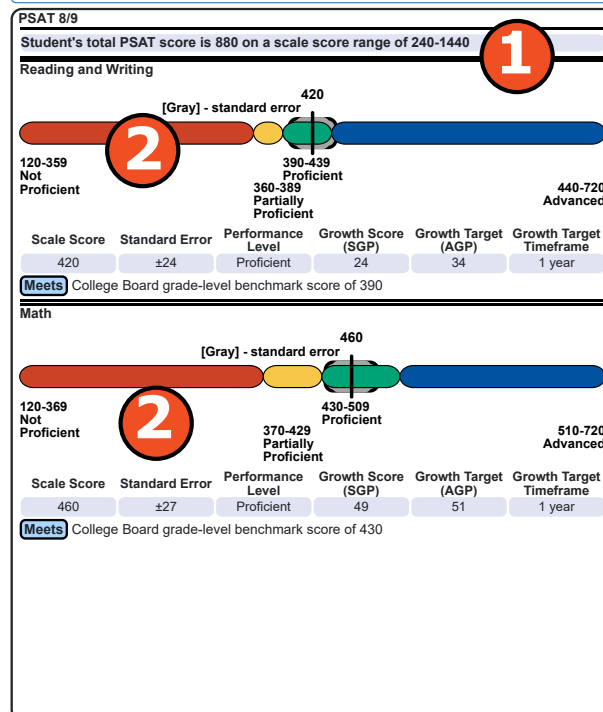 PSAT 8/9
Student's total PSAT score is 880 on a scale score range of 240-1440
1
Reading and Writing
420
[Gray] - standard error
2
120-359
Not
Proficient
360-389
Partially
Proficient
390-439
Proficient
440-720
Advanced
Scale Score Standard Error Performance Level Growth Score (SGP) Growth Target (AGP) Growth Target Timeframe
420 ±24 Proficient 24 34 1 year
Meets College Board grade-level benchmark score of 390
Math
460
[Gray] - standard error
2
120-369
Not
Proficient
370-429
Partially
Proficient
430-509
Proficient
510-720
Advanced
Scale Score Standard Error Performance Level Growth Score (SGP) Growth Target (AGP) Growth Target Timeframe
460 ±27 Proficient 49 51 1 year
Meets College Board grade-level benchmark score of 430